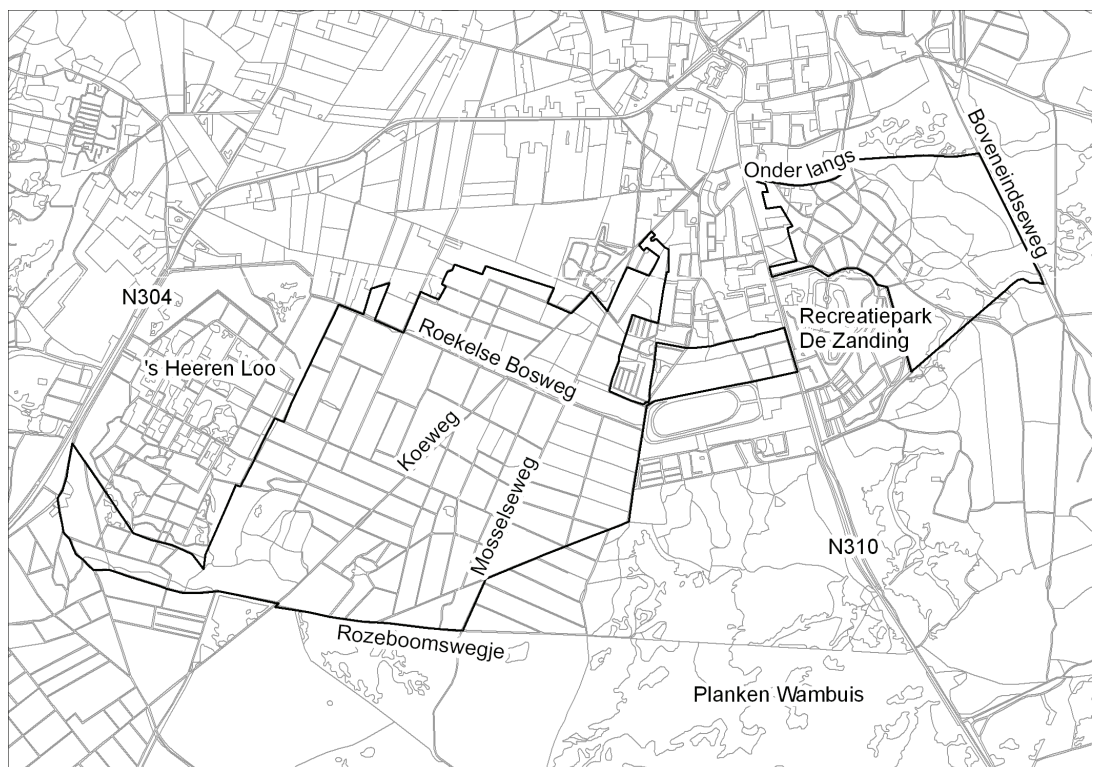 Boveneindseweg
Onder langs
N304
Recreatiepark
De Zanding
's Heeren Loo
Roekelse Bosweg
Koeweg
Mosselseweg
N310
Rozeboomswegje
Planken Wambuis